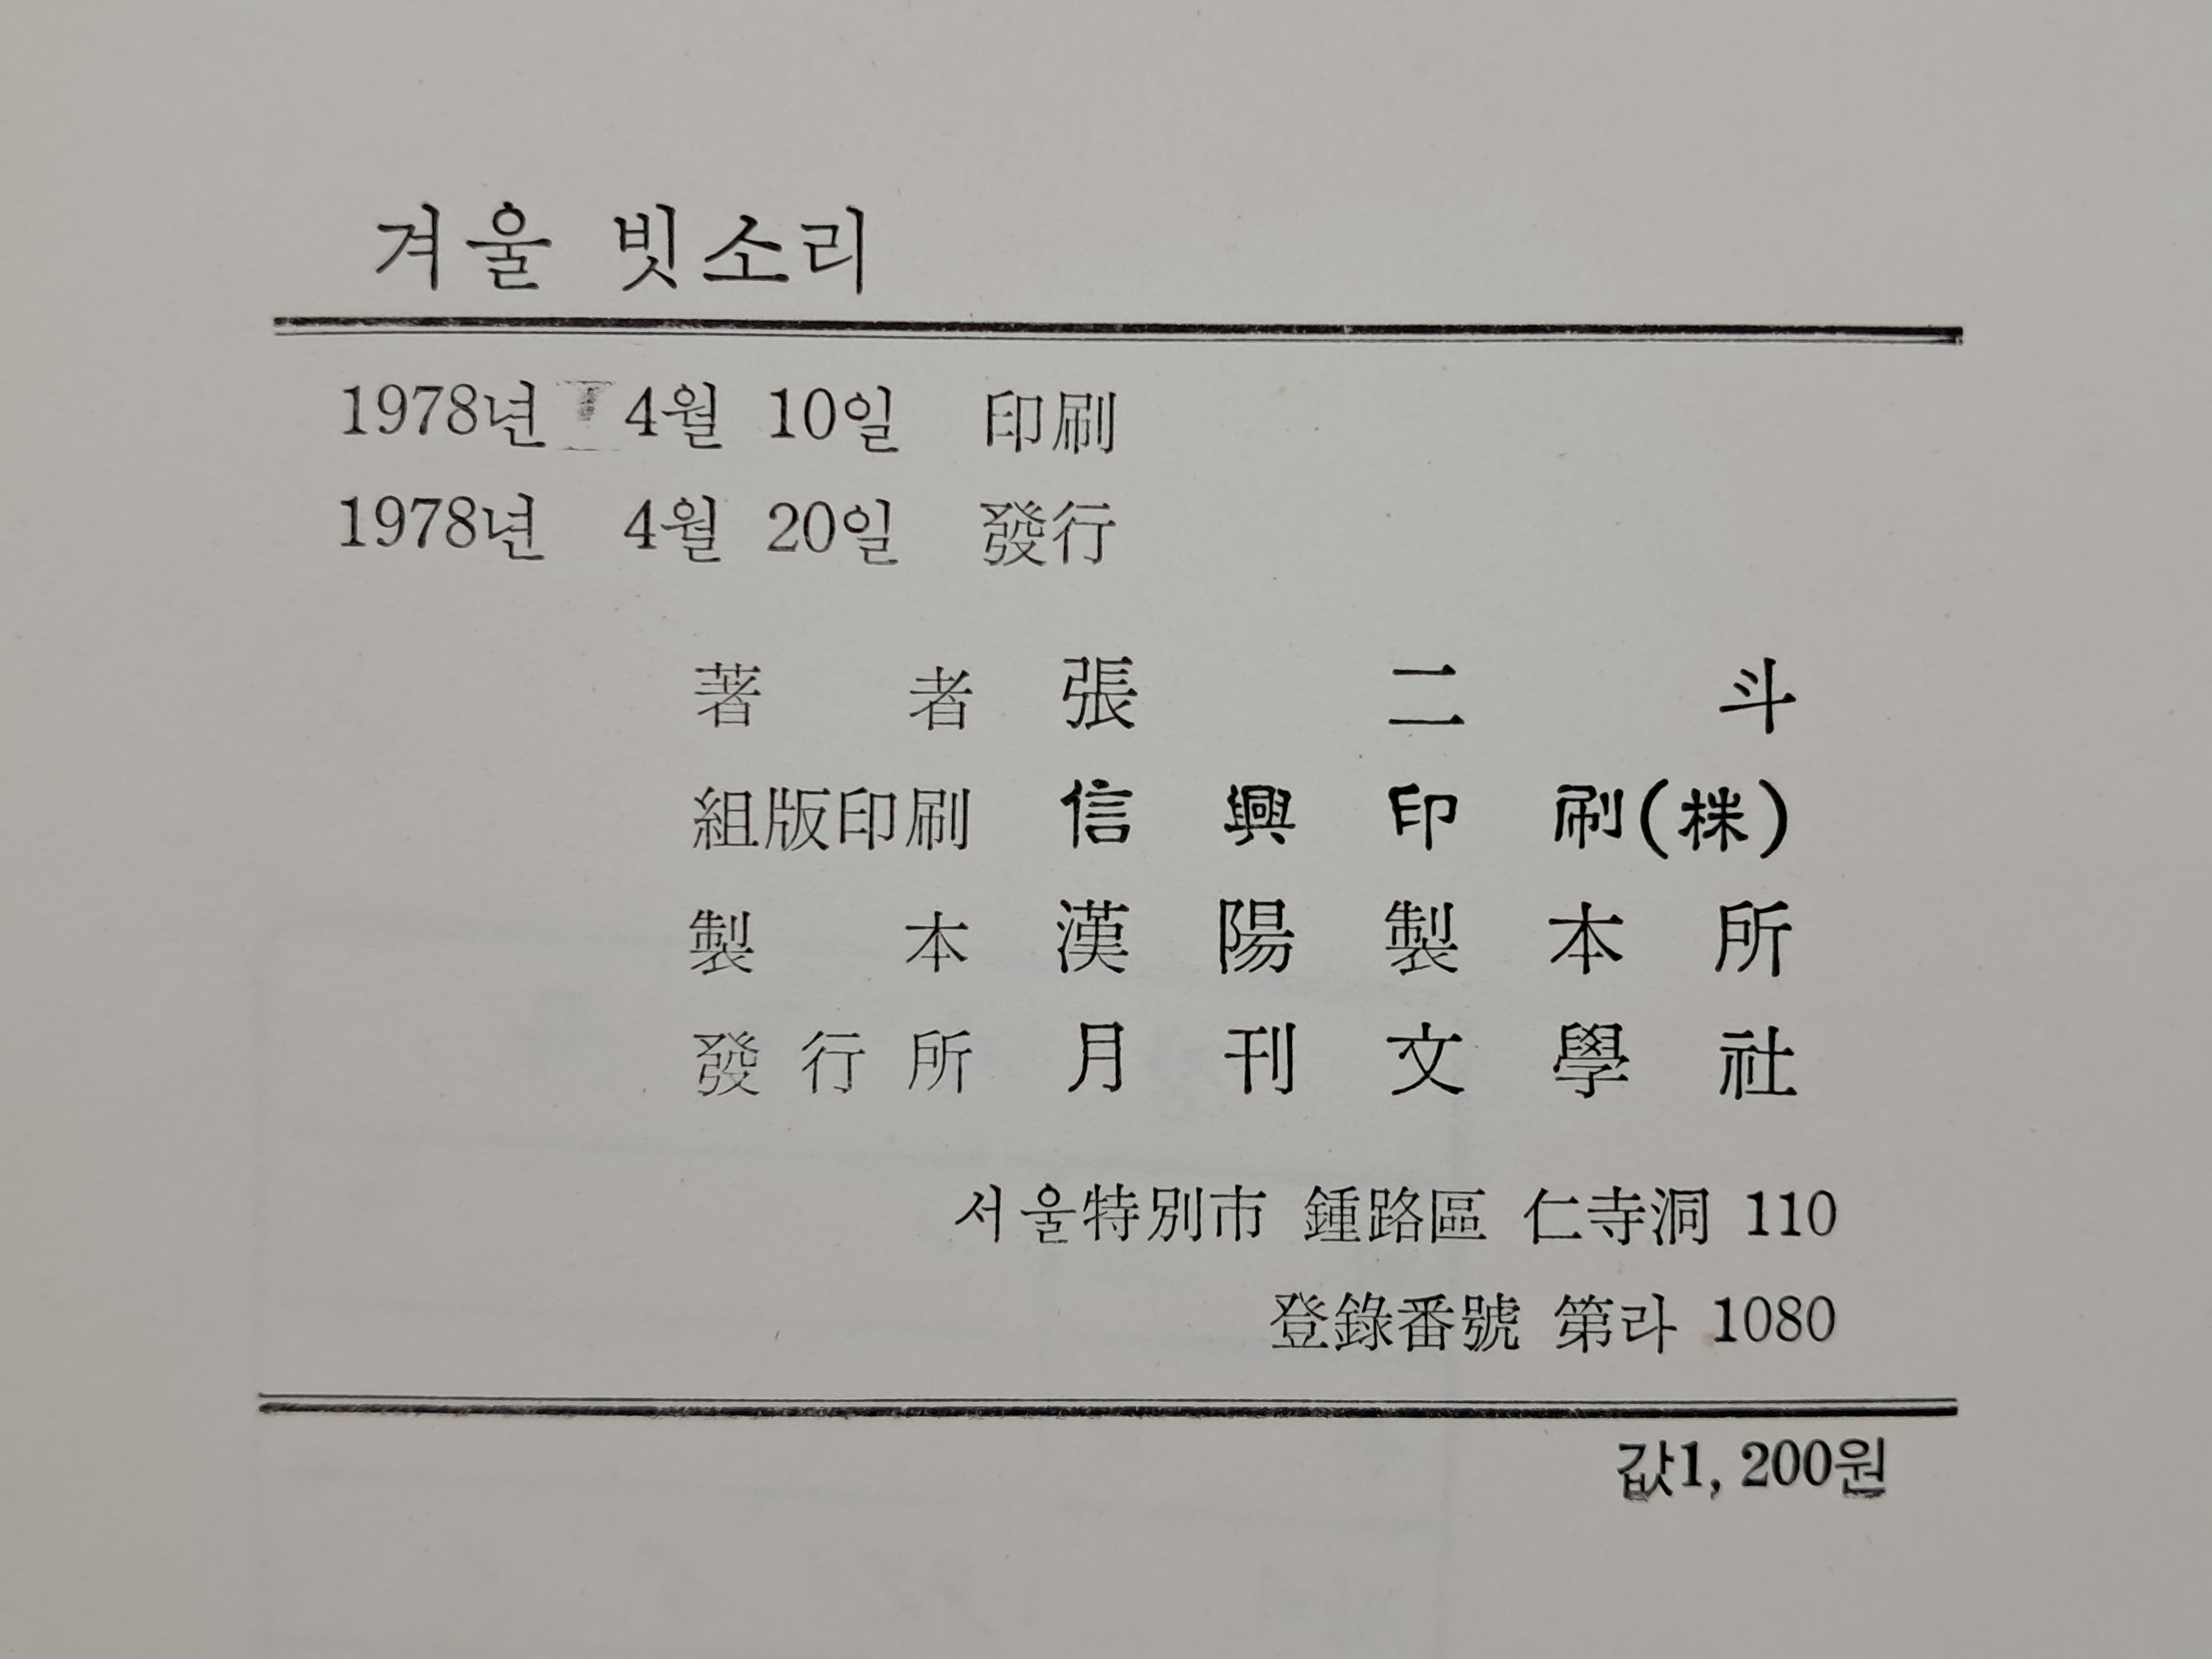 겨울 빗소리
1978년 4월 10일 印刷
1978년 4월 20일 發行
著者 張二斗
組版印刷 信興印刷(株)
製本 漢陽製本所
發行所 月刊文學社
서울特別市 鍾路區 仁寺洞 110
登錄番號 第라 1080
값1,200원